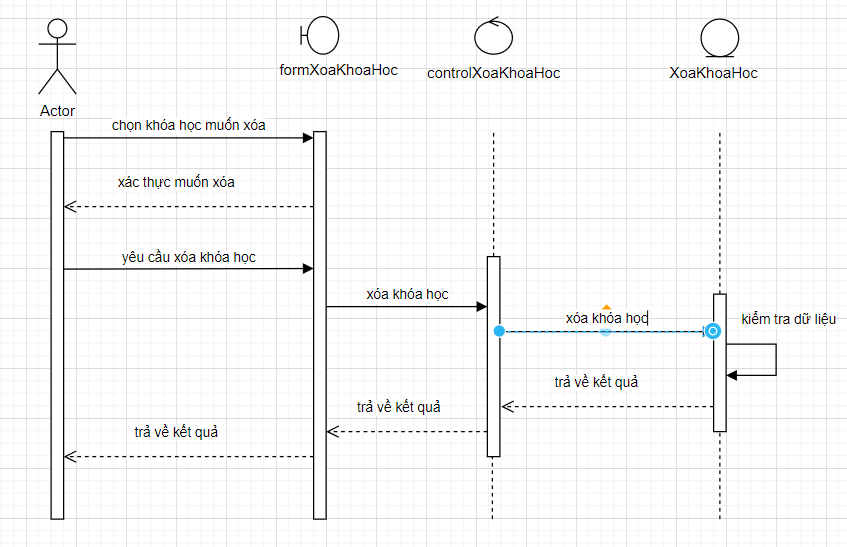 formXoaKhoaHoc
controlXoaKhoaHoc
XoaKhoaHoc
Actor
chọn khóa học muốn xóa
xác thực muốn xóa
yêu cầu xóa khóa học
xóa khóa học
xóa khóa học
kiểm tra dữ liệu
trả về kết quả
trả về kết quả
trả về kết quả